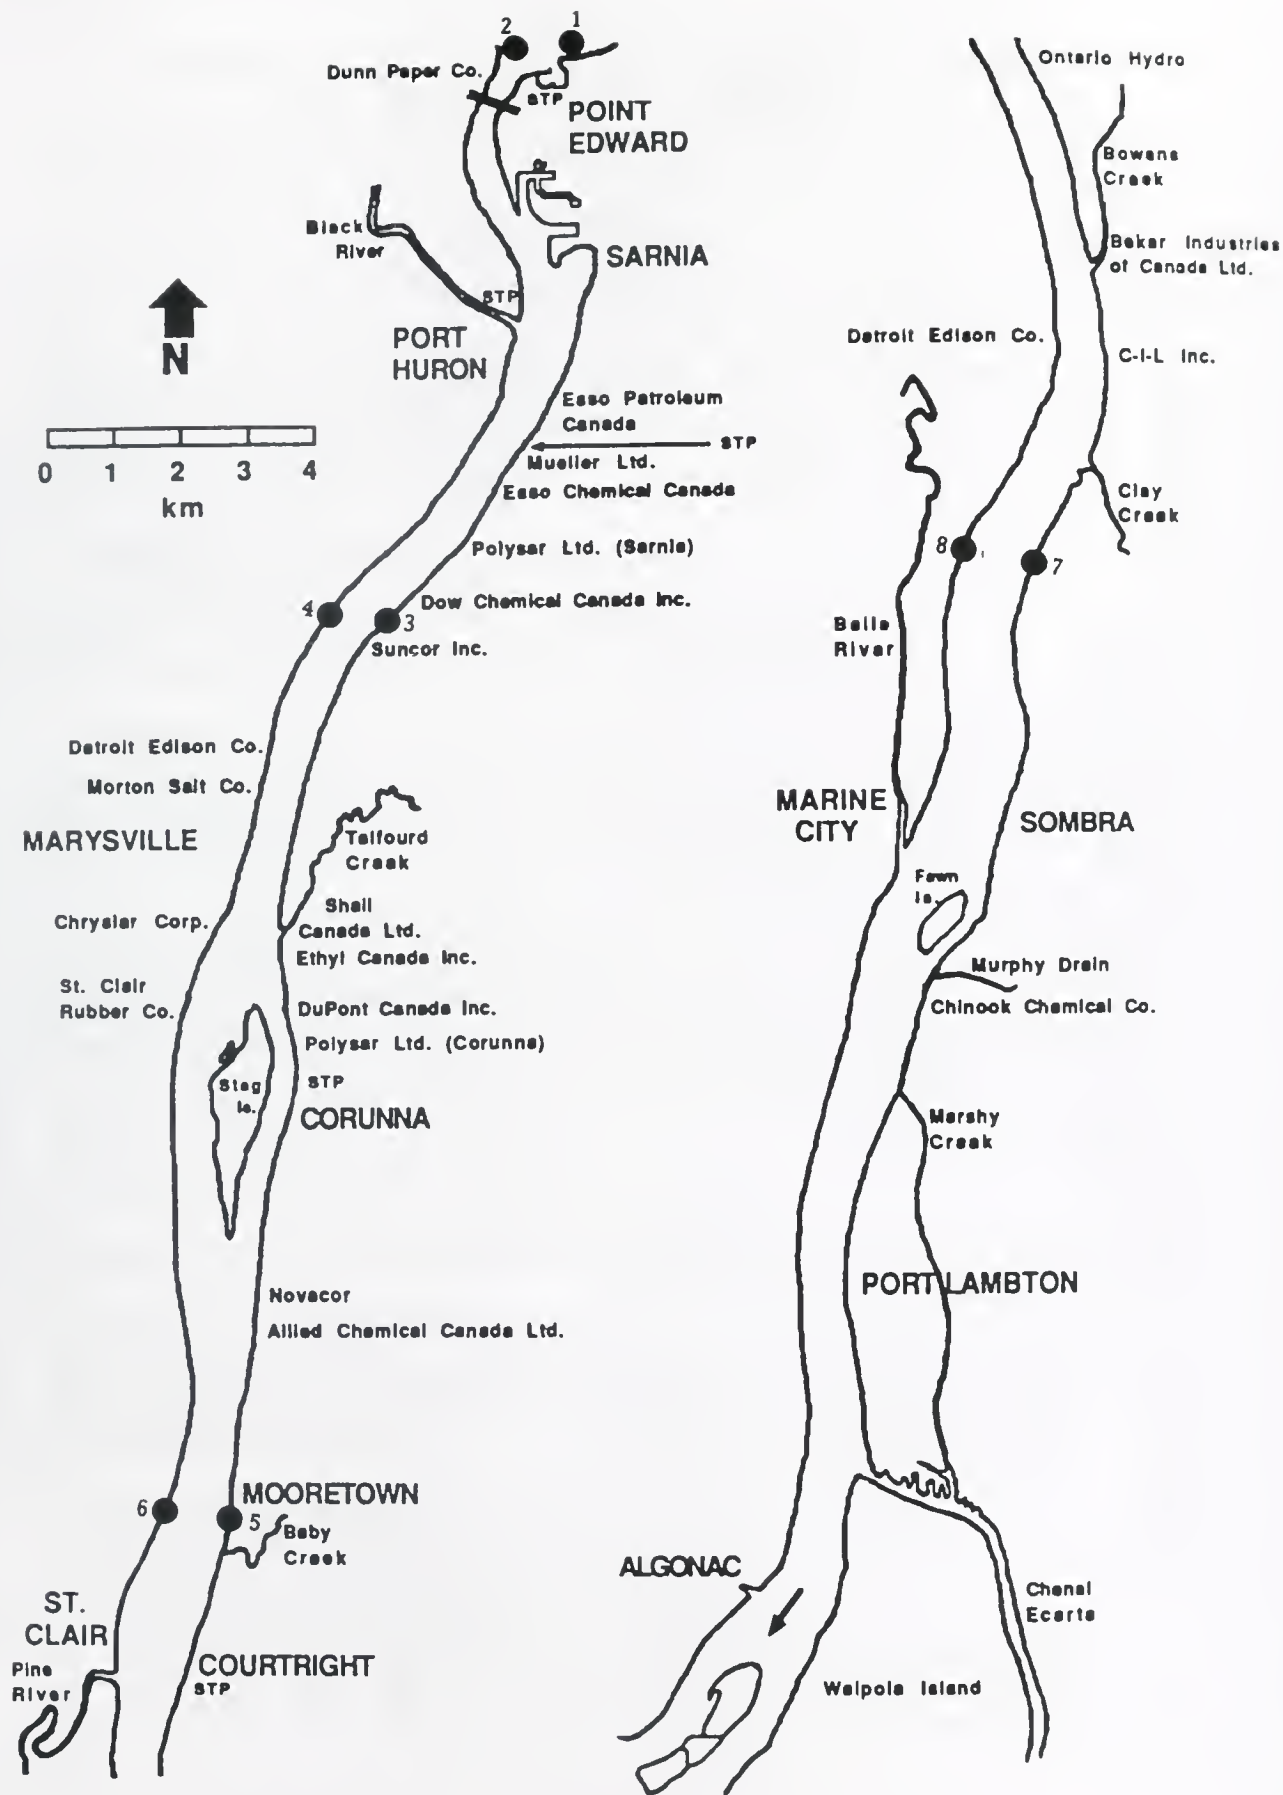 2
1
Dunn Paper Co.
STP
POINT
EDWARD
Black
River
SARNIA
STP
N
PORT
HURON
Esso Petroleum
Canada
0 1 2 3 4
km
STP
Mueller Ltd.
Esso Chemical Canada
Polysar Ltd. (Sarnia)
4
Dow Chemical Canada Inc.
3
Suncor Inc.
Detroit Edison Co.
Morton Salt Co.
MARYSVILLE
Talfourd
Creek
Chrysler Corp.
Shell
Canada Ltd.
Ethyl Canada Inc.
St. Clair
Rubber Co.
DuPont Canada Inc.
Polysar Ltd. (Corunna)
Stag
Is.
STP
CORUNNA
Novacor
Allied Chemical Canada Ltd.
MOORETOWN
6
5
Baby
Creek
ST.
CLAIR
Pine
River
COURTRIGHT
STP
Ontario Hydro
Bowens
Creek
Beker Industries
of Canada Ltd.
Detroit Edison Co.
C-I-L Inc.
Clay
Creek
8
7
Belle
River
MARINE
CITY
SOMBRA
Fawn
Is.
Murphy Drain
Chinook Chemical Co.
Marshy
Creek
PORT LAMBTON
ALGONAC
Chenal
Ecarte
Walpole Island